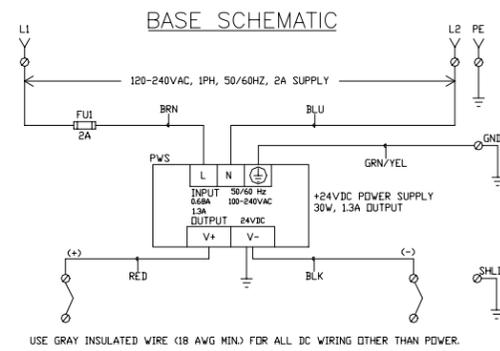 BASE SCHEMATIC
L1
L2 PE
120-240VAC, 1PH, 50/60HZ, 2A SUPPLY
FU1
2A
BRN
BLU
GND
PWS
GRN/YEL
L N
INPUT 50/60 Hz
0.68A 100-240VAC
1.3A
OUTPUT 24VDC
V+ V-
+24VDC POWER SUPPLY
30W, 1.3A OUTPUT
(+)
(-)
RED
BLK
SHLD
USE GRAY INSULATED WIRE (18 AWG MIN.) FOR ALL DC WIRING OTHER THAN POWER.